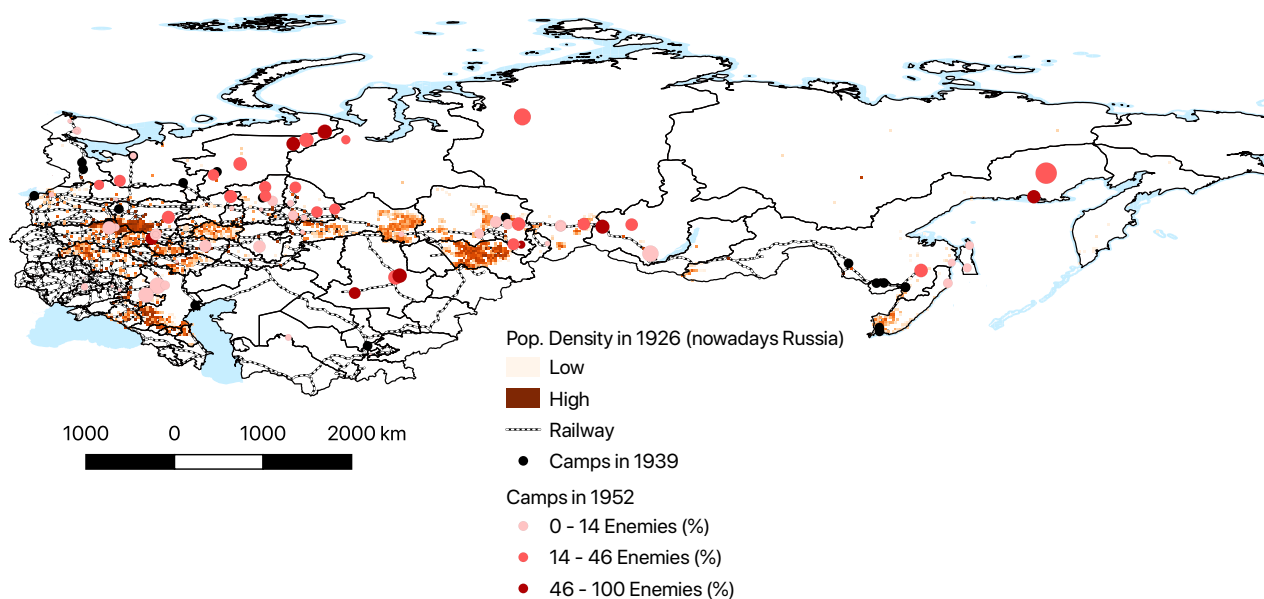 Pop. Density in 1926 (nowadays Russia)
Low
High
1000 0 1000 2000 km
Railway
Camps in 1939
Camps in 1952
0 - 14 Enemies (%)
14 - 46 Enemies (%)
46 - 100 Enemies (%)